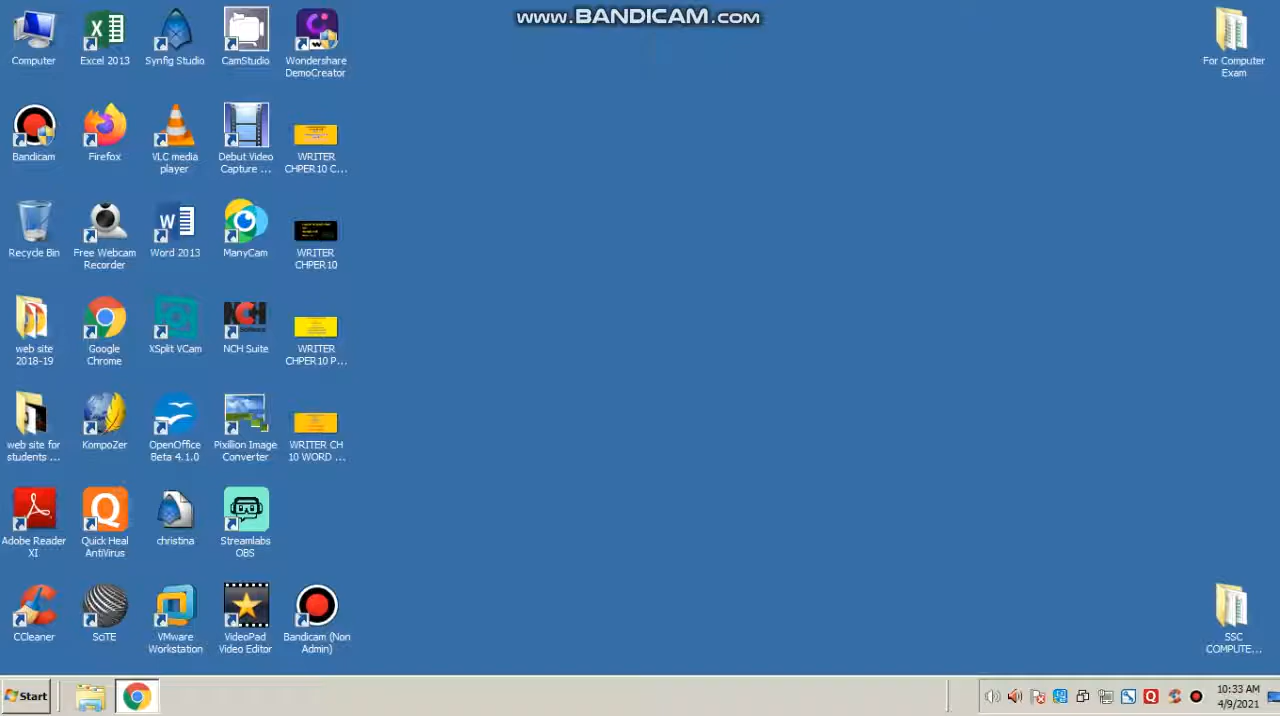 www.BANDICAM.com
Computer
Excel 2013
Synfig Studio
CamStudio
Wondershare
DemoCreator
For Computer
Exam
Bandicam
Firefox
VLC media
player
Debut Video
Capture ...
WRITER
CHPER10 C...
Recycle Bin
Free Webcam
Recorder
Word 2013
ManyCam
WRITER
CHPER10
web site
2018-19
Google
Chrome
XSplit VCam
NCH Suite
WRITER
CHPER10 P...
web site for
students ...
KompoZer
OpenOffice
Beta 4.1.0
Pixillion Image
Converter
WRITER CH
10 WORD ...
Adobe Reader
XI
Quick Heal
AntiVirus
christina
Streamlabs
OBS
CCleaner
SciTE
VMware
Workstation
VideoPad
Video Editor
Bandicam (Non
Admin)
SSC
COMPUTE...
Start
10:33 AM
4/9/2021